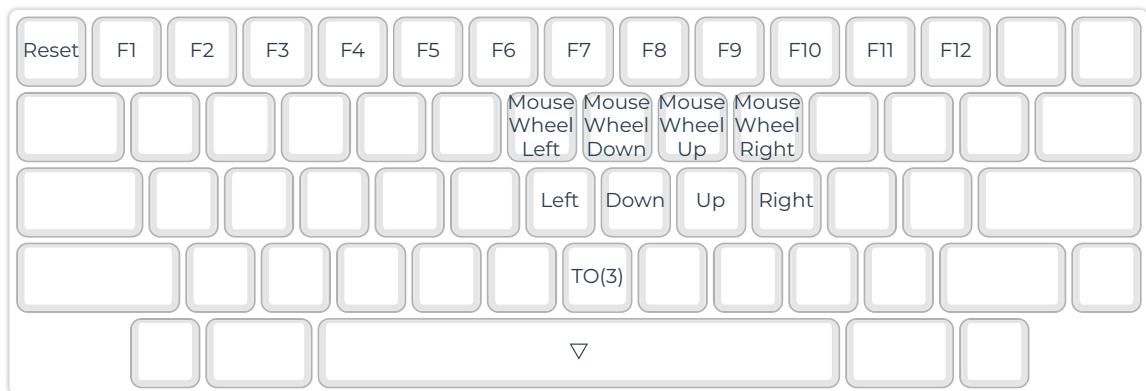 Reset F1 F2 F3 F4 F5 F6 F7 F8 F9 F10 F11 F12
Mouse Wheel Left Mouse Wheel Down Mouse Wheel Up Mouse Wheel Right
Left Down Up Right
TO(3)
▽